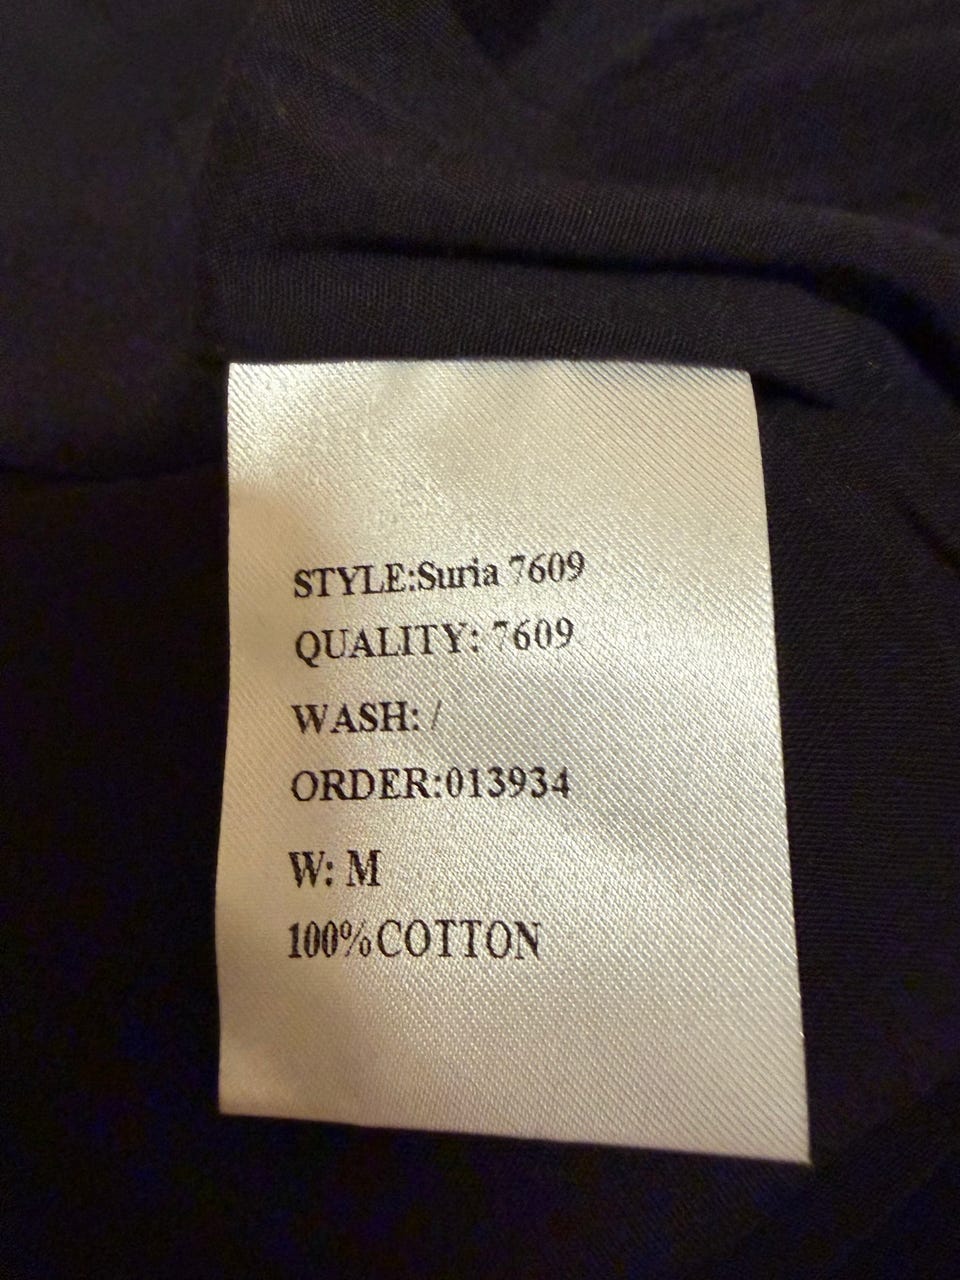 STYLE:Suria 7609
QUALITY: 7609
WASH: /
ORDER:013934
W: M
100%COTTON